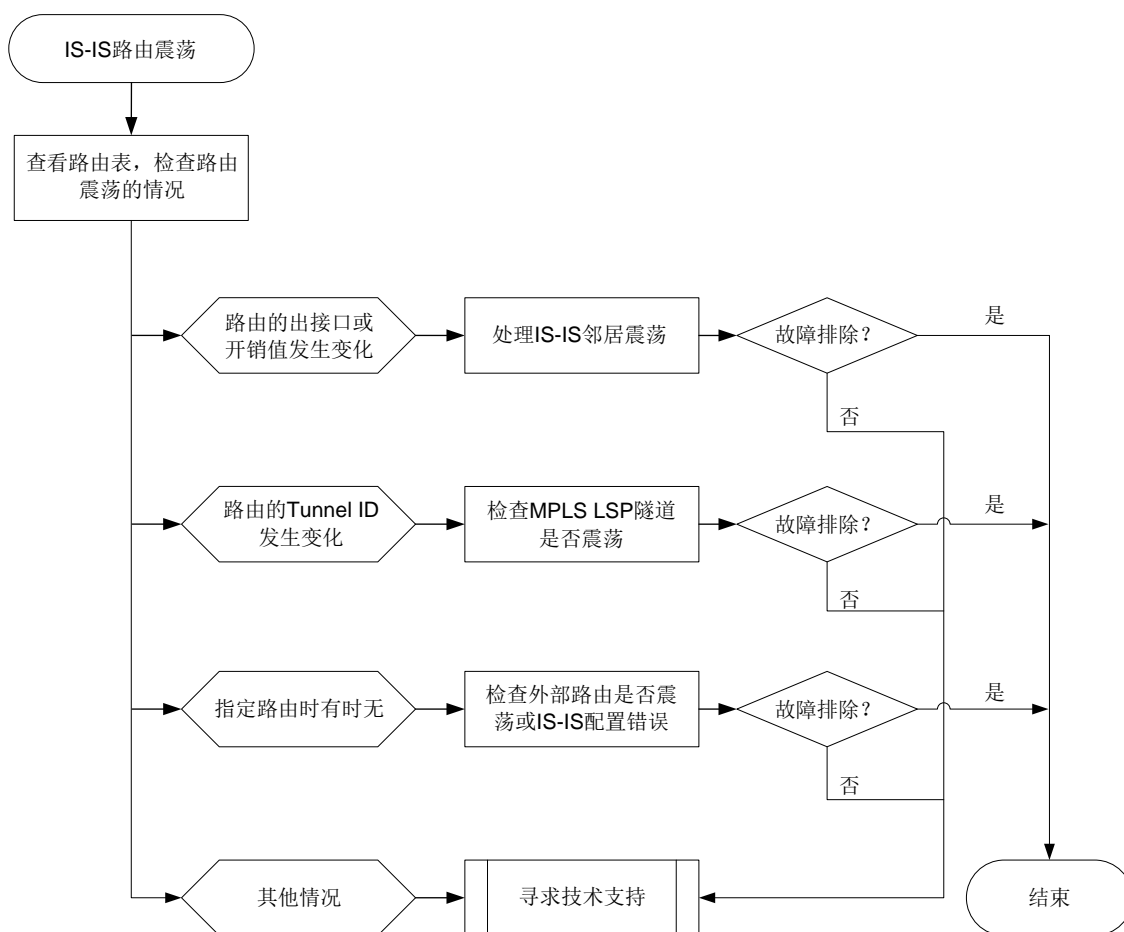 IS-IS路由震荡
查看路由表，检查路由
震荡的情况
路由的出接口或
开销值发生变化
处理IS-IS邻居震荡
故障排除？
是
否
路由的Tunnel ID
发生变化
检查MPLS LSP隧道
是否震荡
故障排除？
是
否
指定路由时有时无
检查外部路由是否震
荡或IS-IS配置错误
故障排除？
是
否
其他情况
寻求技术支持
结束